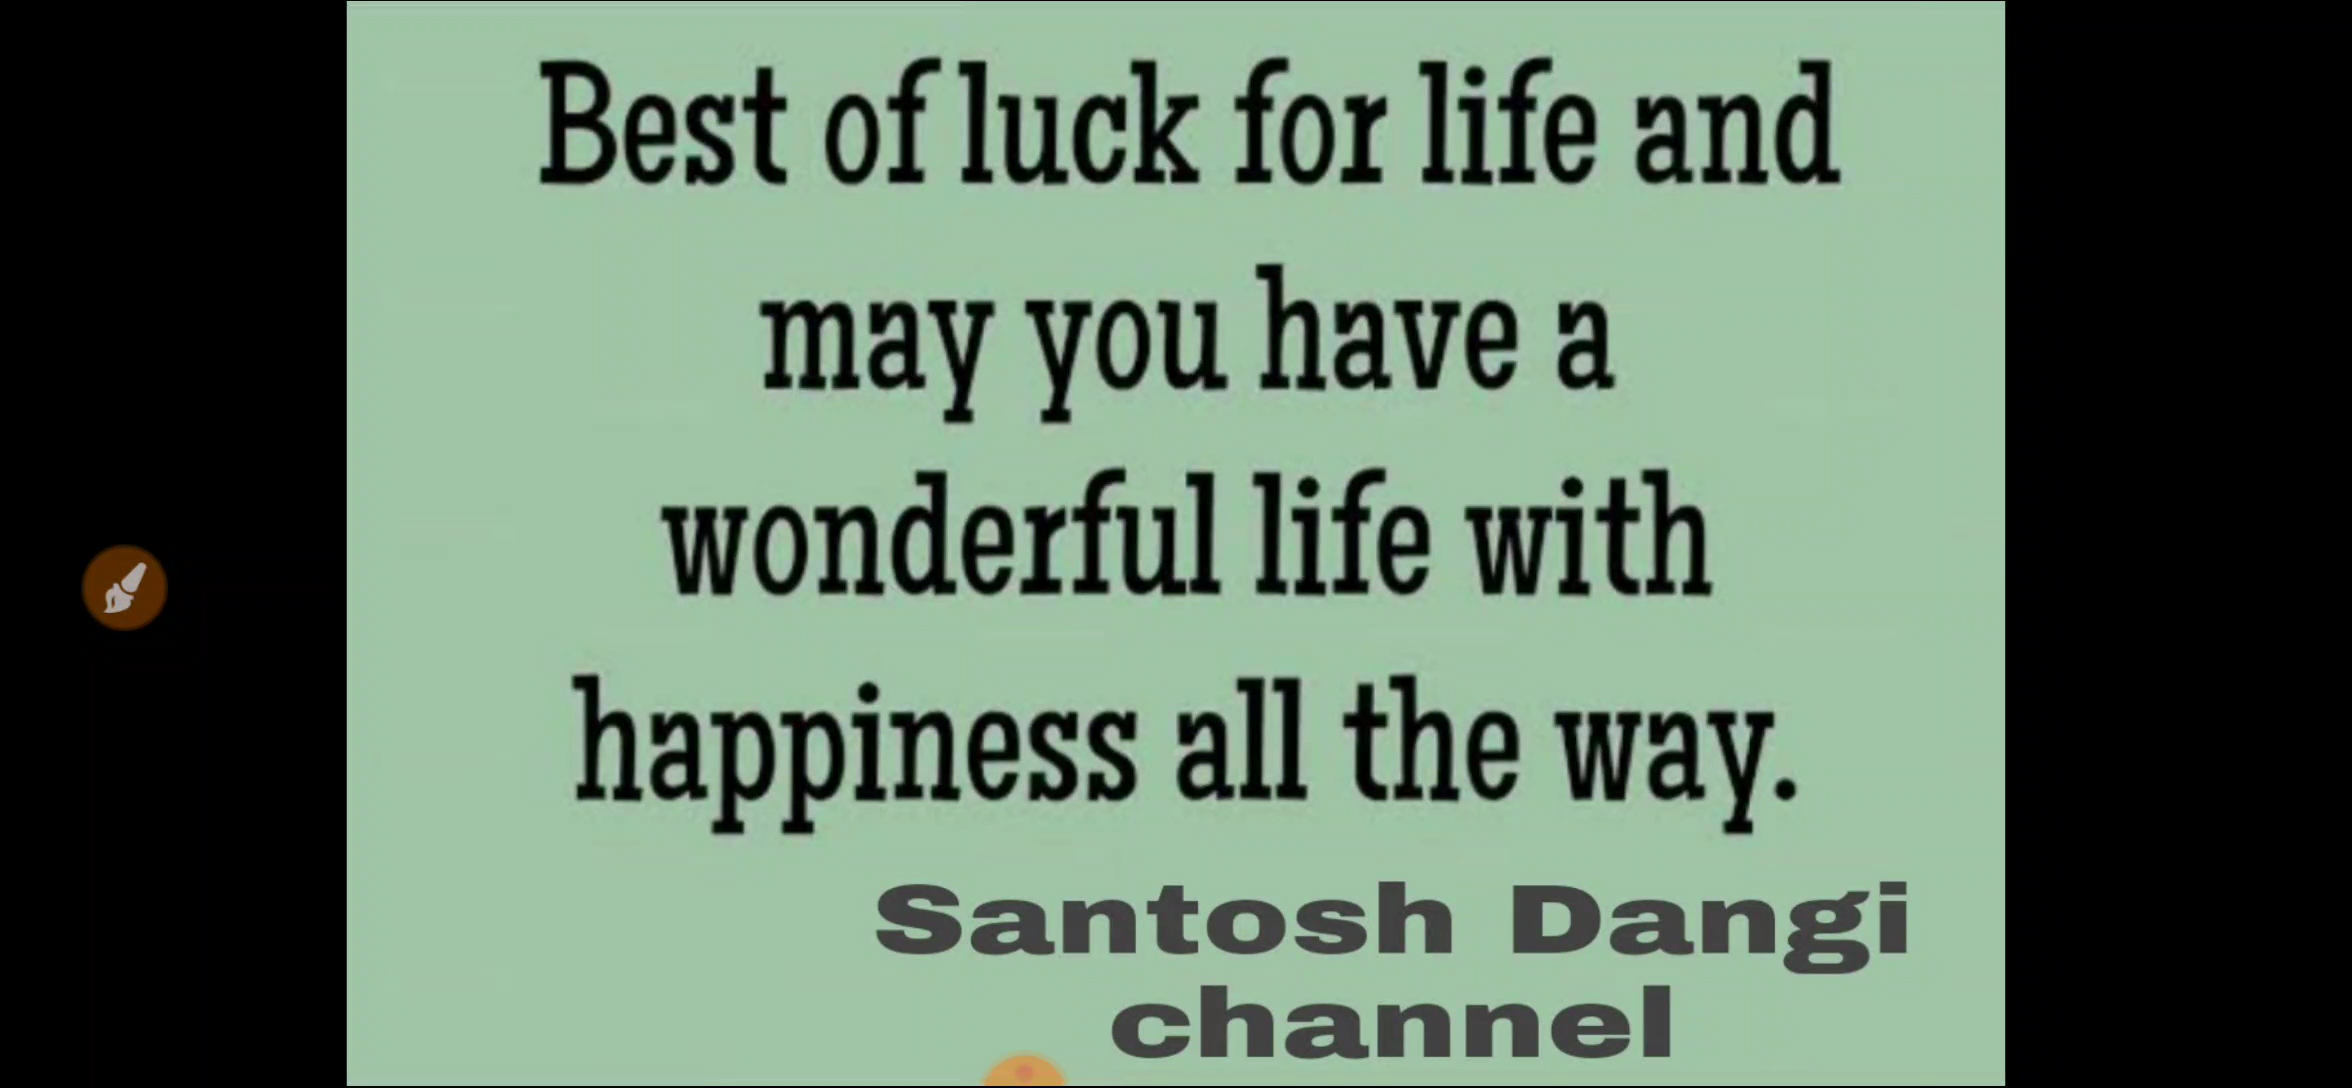 Best of luck for life and
may you have a
wonderful life with
happiness all the way.
Santosh Dangi
channel